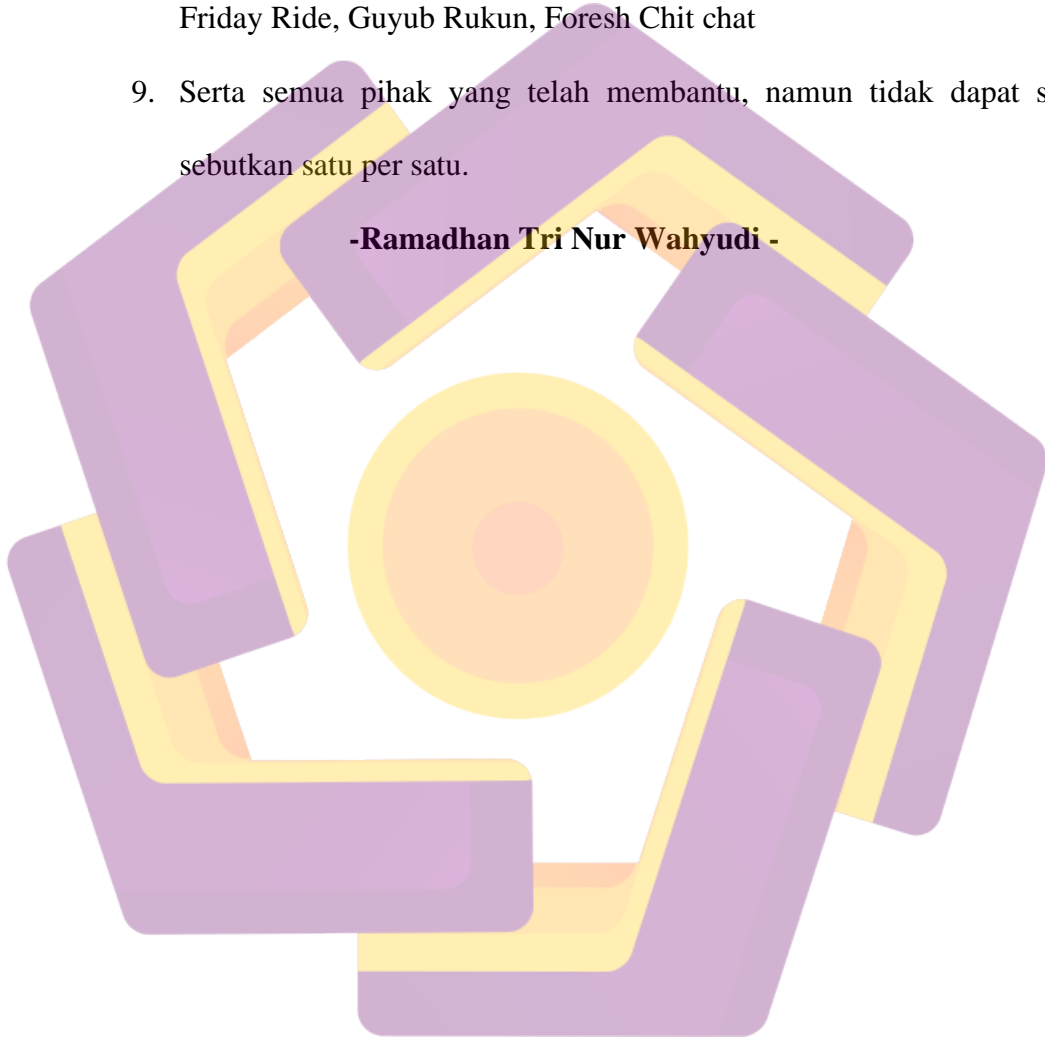 Friday Ride, Guyub Rukun, Foresh Chit chat
9. Serta semua pihak yang telah membantu, namun tidak dapat s
sebutkan satu per satu.
-Ramadhan Tri Nur Wahyudi -